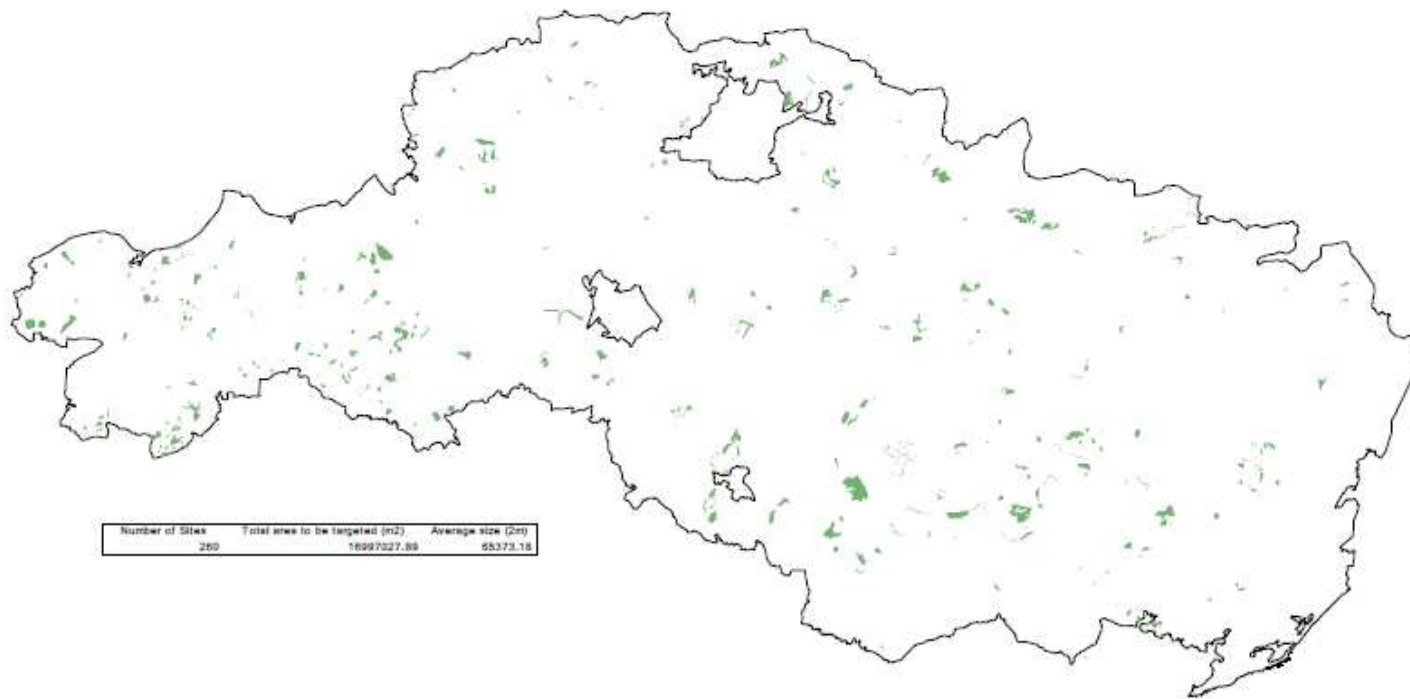 Number of Sites Total area to be targeted (m2) Average size (2m)
260 16997027.89 65373.18